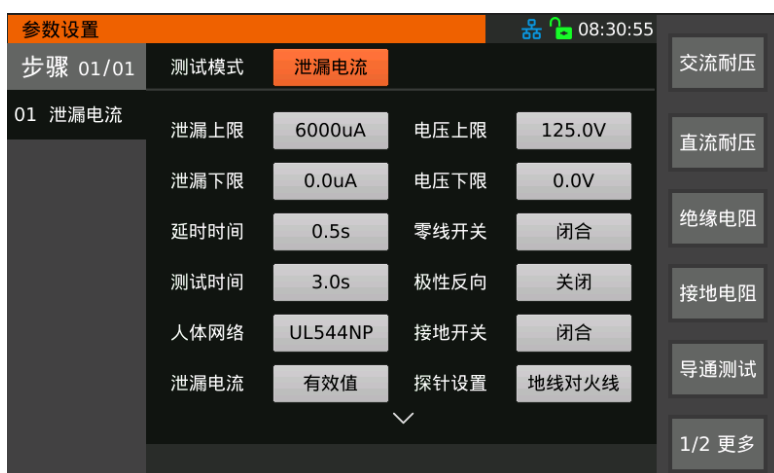 参数设置 08:30:55
步骤 01/01 测试模式 泄漏电流
01 泄漏电流
泄漏上限 6000uA 电压上限 125.0V
泄漏下限 0.0uA 电压下限 0.0V
延时时间 0.5s 零线开关 闭合
测试时间 3.0s 极性反向 关闭
人体网络 UL544NP 接地开关 闭合
泄漏电流 有效值 探针设置 地线对火线
交流耐压
直流耐压
绝缘电阻
接地电阻
导通测试
1/2 更多